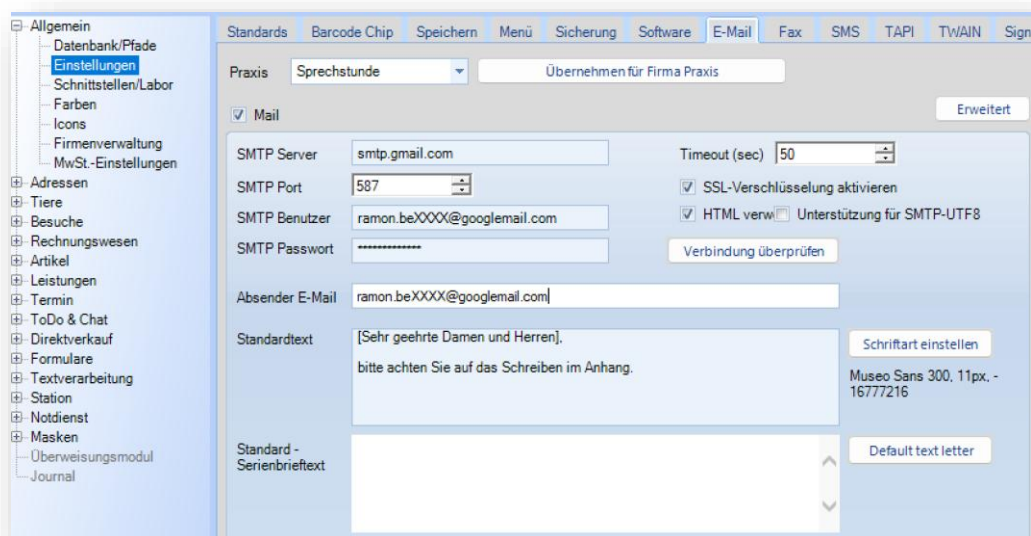 Allgemein
Datenbank/Pfade
Einstellungen
Schnittstellen/Labor
Farben
Icons
Firmenverwaltung
MwSt.-Einstellungen
Adressen
Tiere
Besuche
Rechnungswesen
Artikel
Leistungen
Termin
ToDo & Chat
Direktverkauf
Formulare
Textverarbeitung
Station
Notdienst
Masken
Überweisungsmodul
Journal
Standards Barcode Chip Speichern Menü Sicherung Software E-Mail Fax SMS TAPI TWAIN Sign
Praxis Sprechstunde Übernehmen für Firma Praxis
Mail Erweitert
SMTP Server smtp.gmail.com Timeout (sec) 50
SMTP Port 587 SSL-Verschlüsselung aktivieren
SMTP Benutzer ramon.beXXXX@googlemail.com HTML verw Unterstützung für SMTP-UTF8
SMTP Passwort ************* Verbindung überprüfen
Absender E-Mail ramon.beXXXX@googlemail.com
Standardtext [Sehr geehrte Damen und Herren], Schriftart einstellen
bitte achten Sie auf das Schreiben im Anhang.
Museo Sans 300, 11px, -
16777216
Standard -
Serienbrieftext
Default text letter